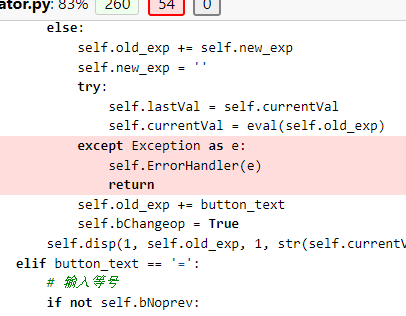 ator.py: 83% 260 54 0
else:
self.old_exp += self.new_exp
self.new_exp = ''
try:
self.lastVal = self.currentVal
self.currentVal = eval(self.old_exp)
except Exception as e:
self.ErrorHandler(e)
return
self.old_exp += button_text
self.bChangeop = True
self.disp(1, self.old_exp, 1, str(self.currentV
elif button_text == '=':
# 输入等号
if not self.bNoprev: